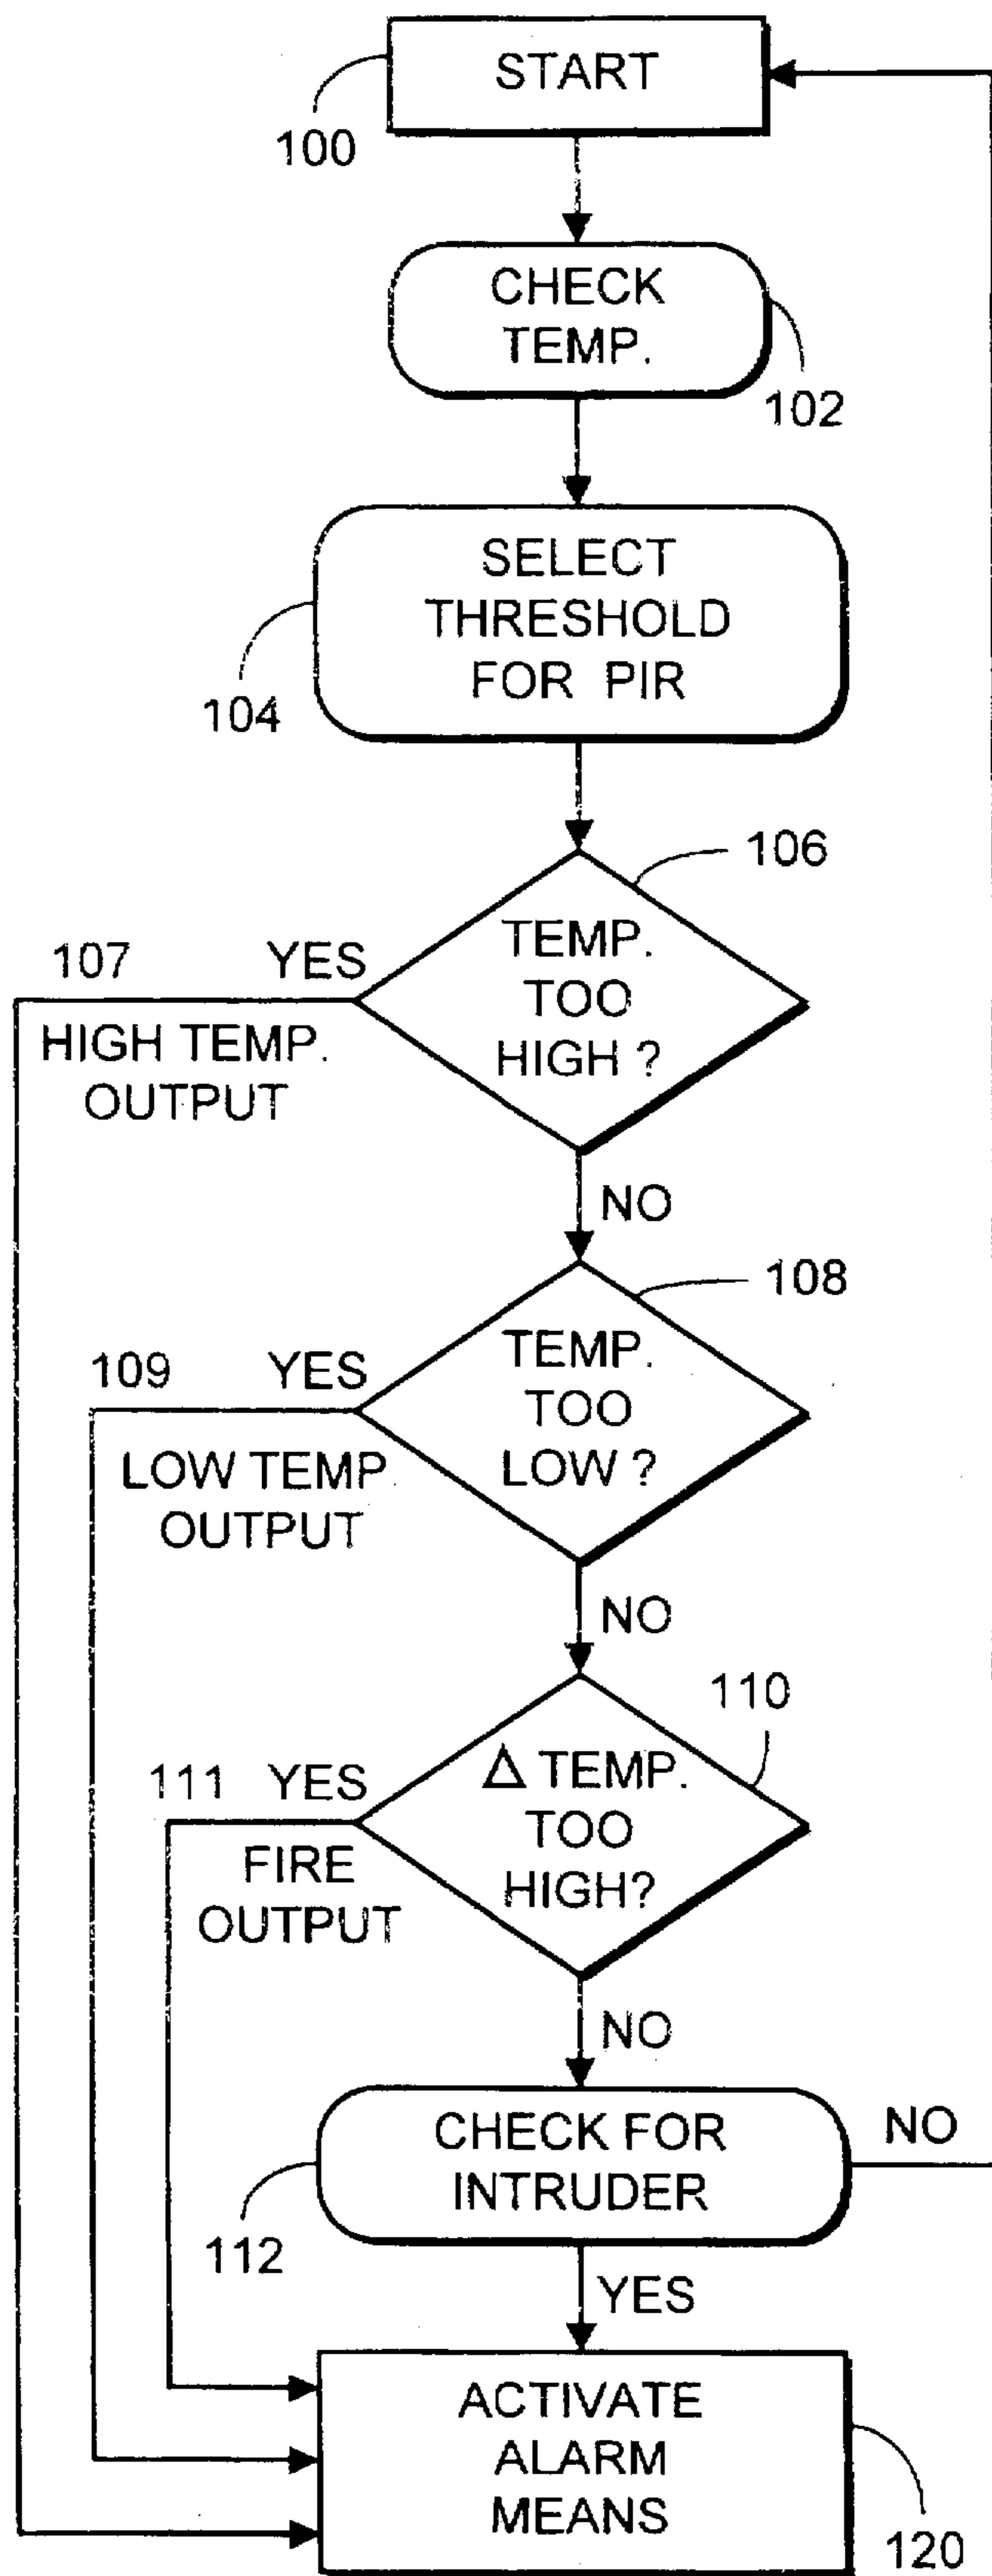 START
100
CHECK
TEMP.
102
SELECT
THRESHOLD
FOR PIR
104
106
TEMP.
TOO
HIGH ?
107 YES
HIGH TEMP.
OUTPUT
NO
108
TEMP.
TOO
LOW ?
109 YES
LOW TEMP
OUTPUT
NO
110
Δ TEMP.
TOO
HIGH?
111 YES
FIRE
OUTPUT
NO
CHECK FOR
INTRUDER
NO
112
YES
ACTIVATE
ALARM
MEANS
120